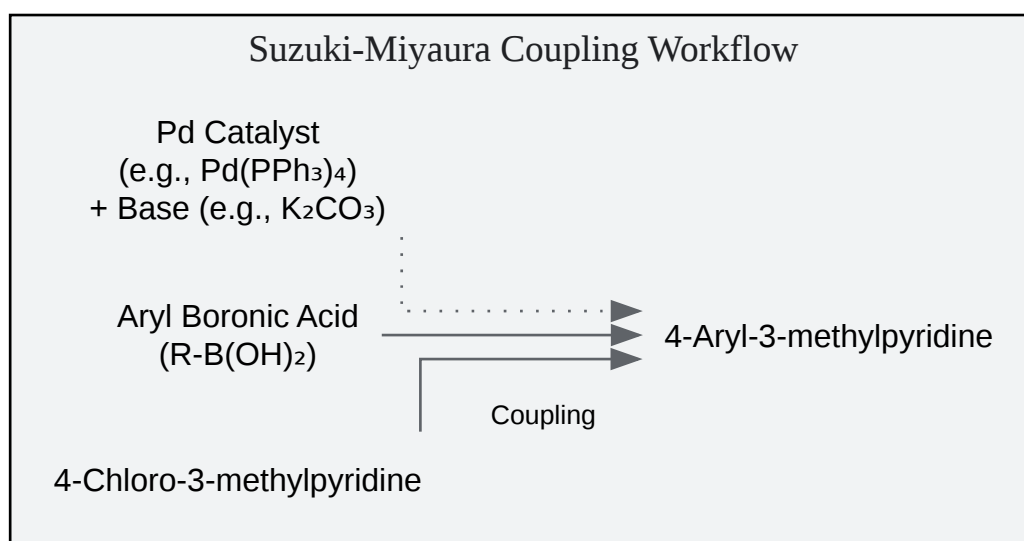 Suzuki-Miyaura Coupling Workflow
Pd Catalyst
(e.g., Pd(PPh₃)₄)
+ Base (e.g., K₂CO₃)
Aryl Boronic Acid
(R-B(OH)₂)
4-Aryl-3-methylpyridine
Coupling
4-Chloro-3-methylpyridine